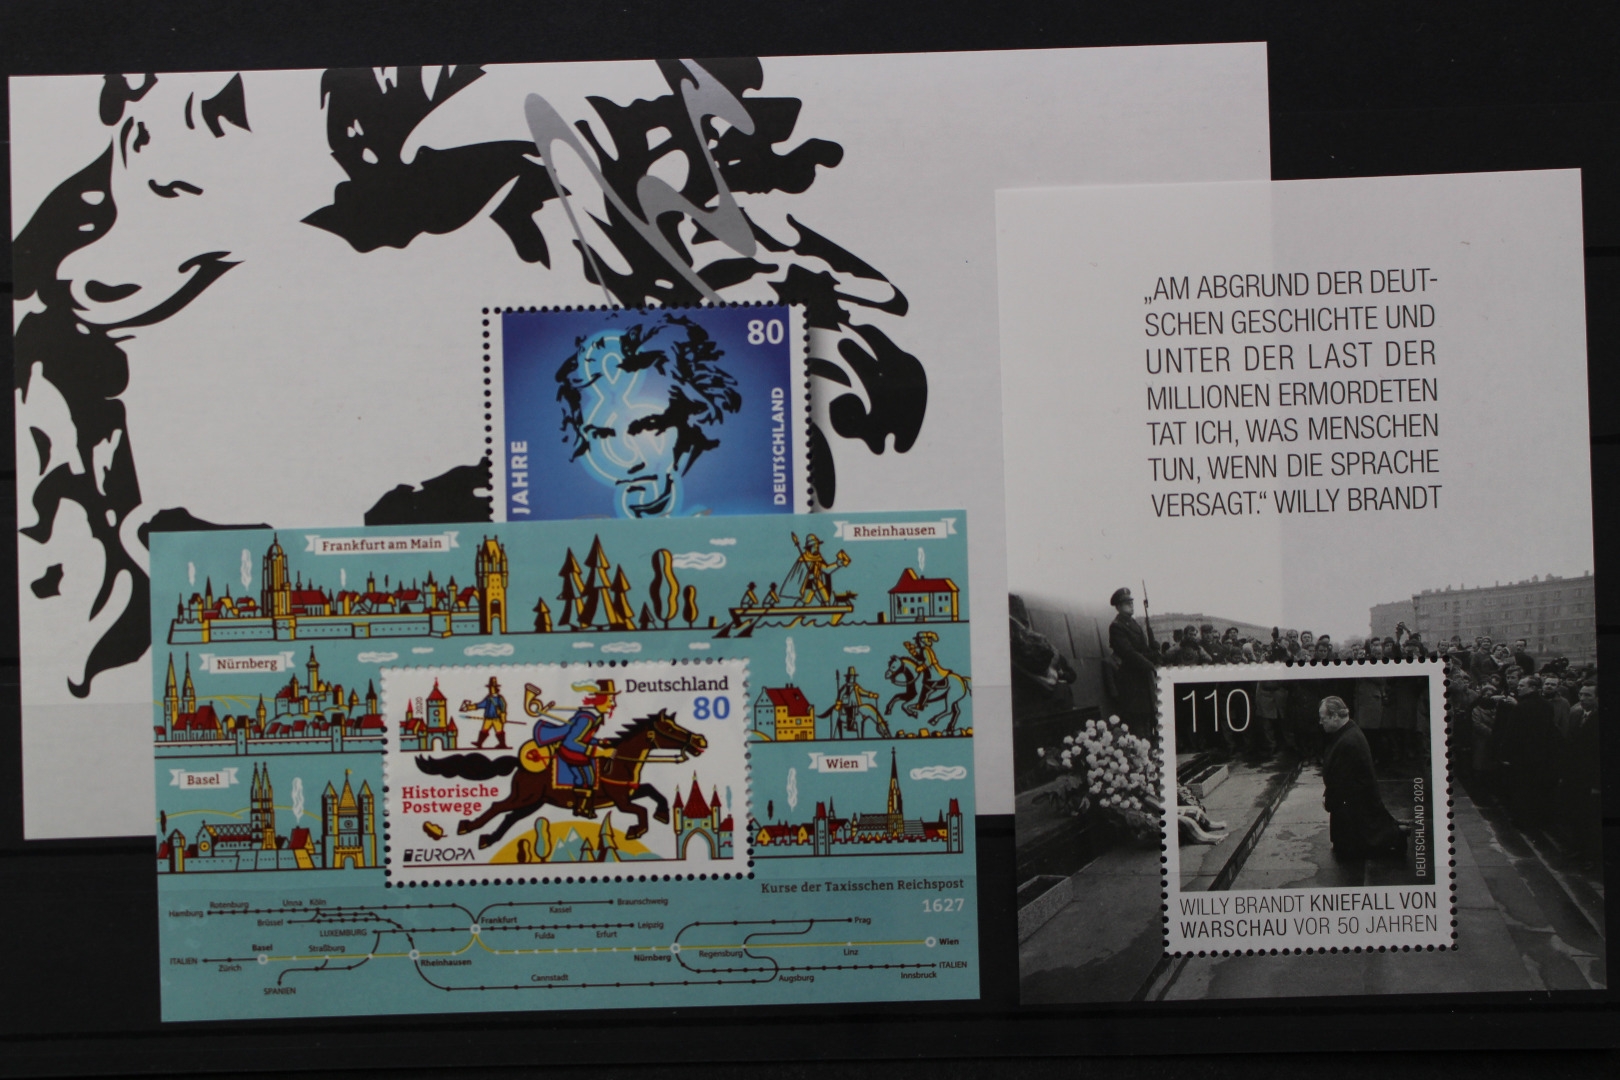 80
DEUTSCHLAND
JAHRE
„AM ABGRUND DER DEUT-
SCHEN GESCHICHTE UND
UNTER DER LAST DER
MILLIONEN ERMORDETEN
TAT ICH, WAS MENSCHEN
TUN, WENN DIE SPRACHE
VERSAGT.“ WILLY BRANDT
110
DEUTSCHLAND 2020
WILLY BRANDT KNIEFALL VON
WARSCHAU VOR 50 JAHREN
Frankfurt am Main
Rheinhausen
Nürnberg
Basel
Wien
Deutschland
80
2020
Historische
Postwege
EUROPA
Kurse der Taxisschen Reichspost
1627
Hamburg
Rotenburg
Unna
Köln
Brüssel
LUXEMBURG
Frankfurt
Kassel
Braunschweig
Fulda
Erfurt
Leipzig
Prag
Basel
Straßburg
ITALIEN
Zürich
Rheinhausen
SPANIEN
Cannstadt
Nürnberg
Regensburg
Linz
Wien
Augsburg
ITALIEN
Innsbruck